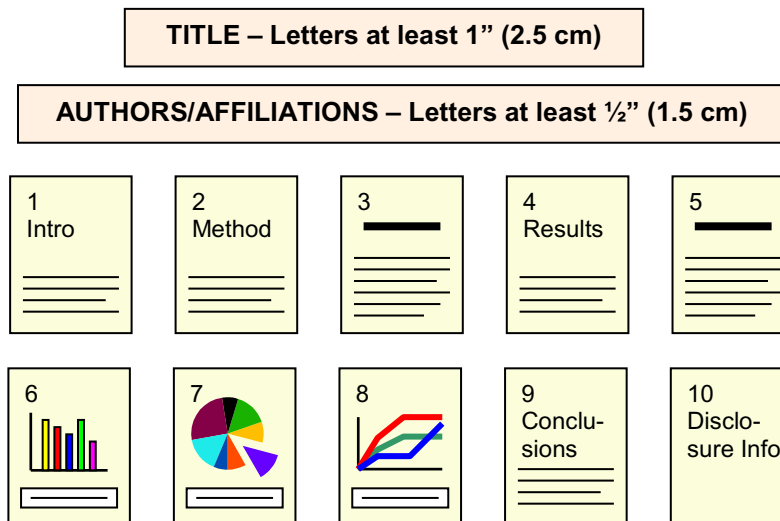 TITLE – Letters at least 1” (2.5 cm)
AUTHORS/AFFILIATIONS – Letters at least ½” (1.5 cm)
1
Intro
2
Method
3
4
Results
5
6
7
8
9
Conclu-
sions
10
Disclo-
sure Info